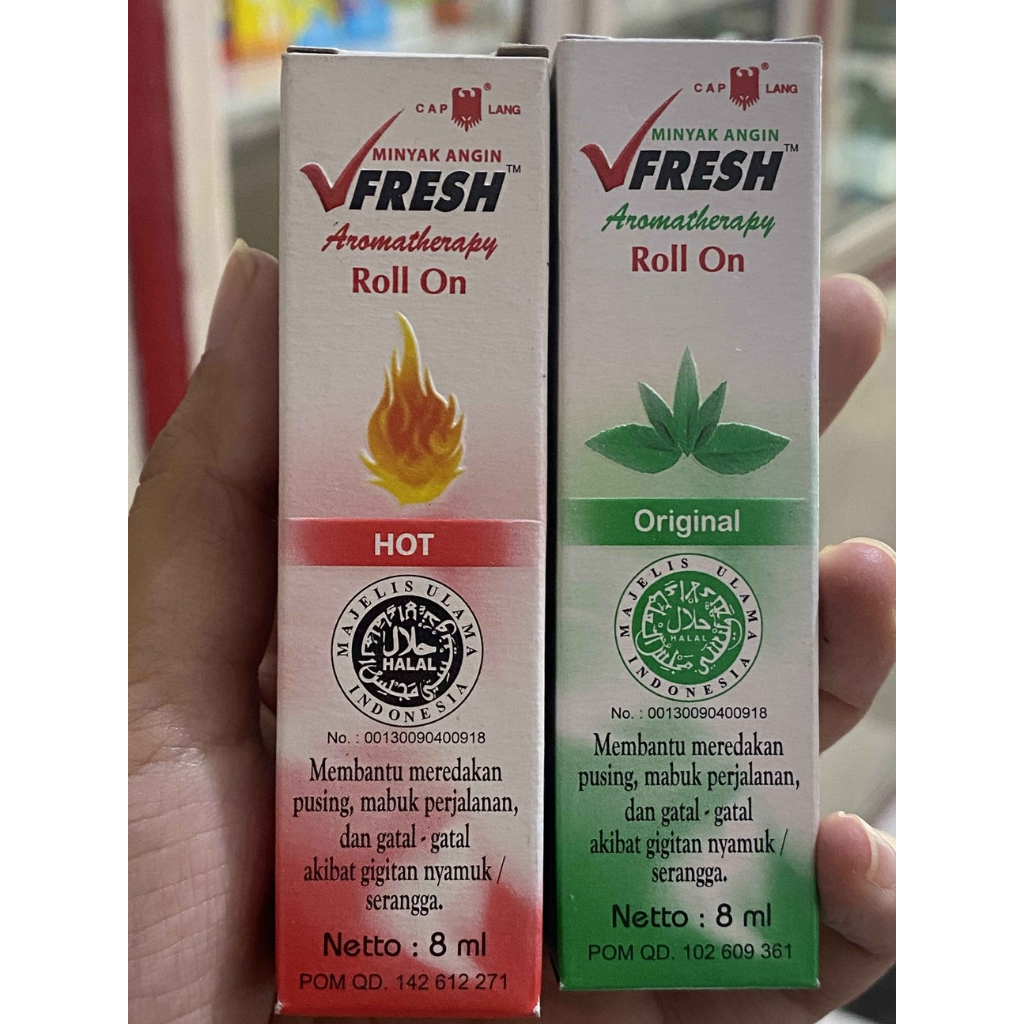 CAP LANG ®
MINYAK ANGIN
FRESH™
Aromatherapy
Roll On
HOT
MAJELIS ULAMA
حلال
HALAL
INDONESIA
No. : 00130090400918
Membantu meredakan
pusing, mabuk perjalanan,
dan gatal - gatal
akibat gigitan nyamuk /
serangga.
Netto : 8 ml
POM QD. 142 612 271
CAP LANG ®
MINYAK ANGIN
FRESH™
Aromatherapy
Roll On
Original
MAJELIS ULAMA
حلال
HALAL
INDONESIA
No. : 00130090400918
Membantu meredakan
pusing, mabuk perjalanan,
dan gatal - gatal
akibat gigitan nyamuk /
serangga.
Netto : 8 ml
POM QD. 102 609 361